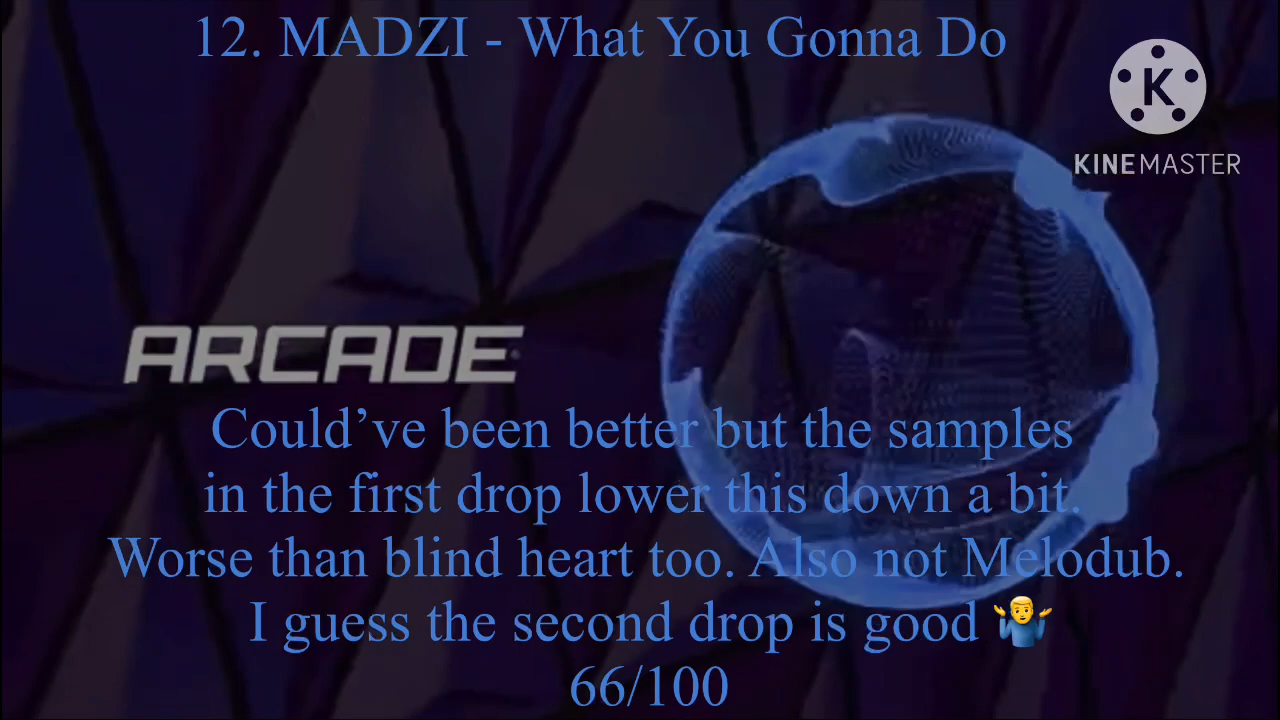 12. MADZI - What You Gonna Do
K
KINEMASTER
ARCADE
Could’ve been better but the samples
in the first drop lower this down a bit.
Worse than blind heart too. Also not Melodub.
I guess the second drop is good 🤷‍♂️
66/100